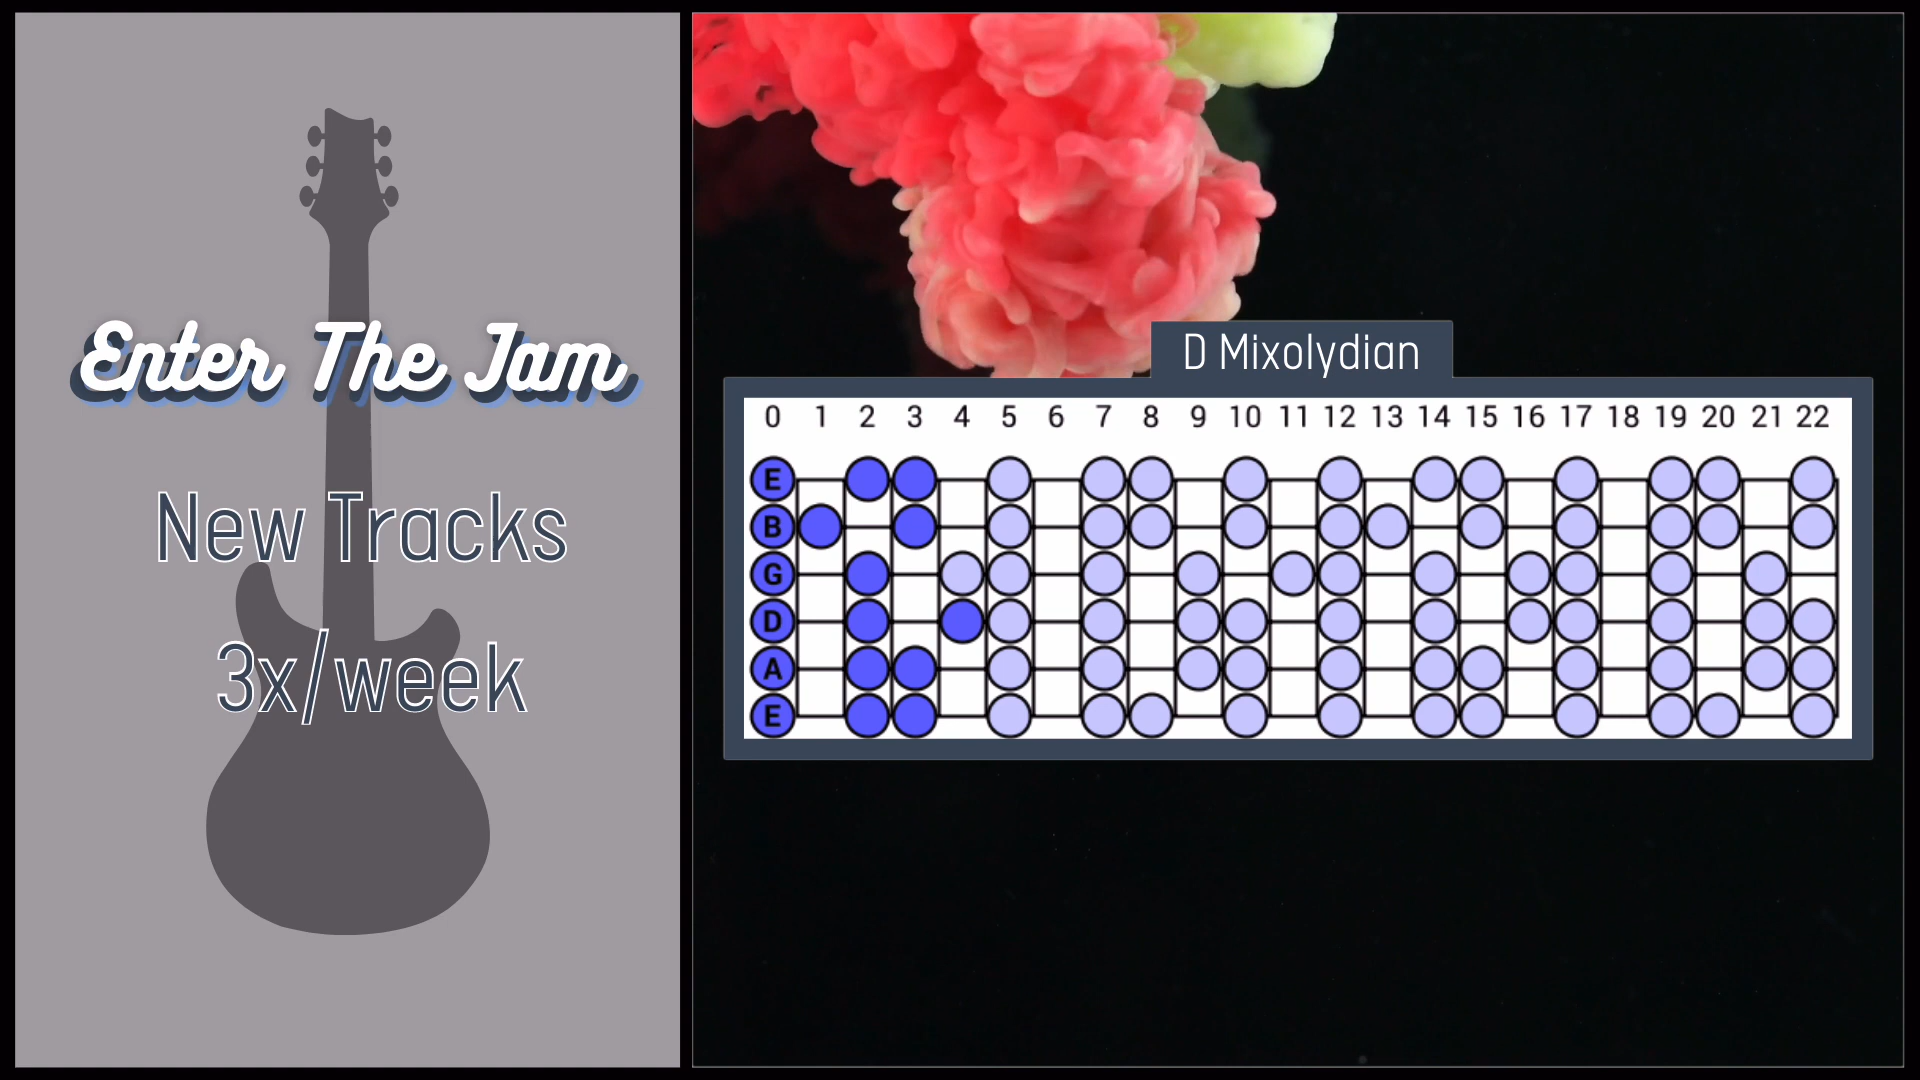 Enter The Jam
New Tracks
3x/week
D Mixolydian
0 1 2 3 4 5 6 7 8 9 10 11 12 13 14 15 16 17 18 19 20 21 22
E
B
G
D
A
E